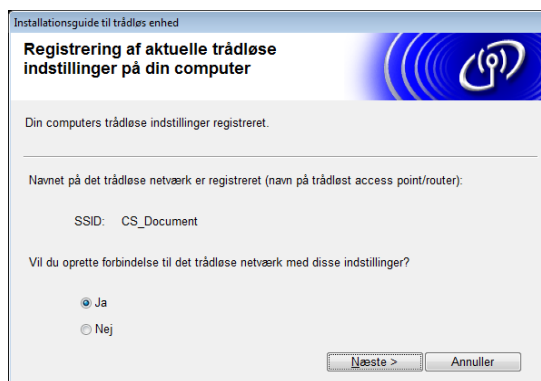 Installationsguide til trådløs enhed
Registrering af aktuelle trådløse
indstillinger på din computer
Din computers trådløse indstillinger registreret.
Navnet på det trådløse netværk er registreret (navn på trådløst access point/router):
SSID: CS_Document
Vil du oprette forbindelse til det trådløse netværk med disse indstillinger?
Ja
Nej
Næste > Annuller